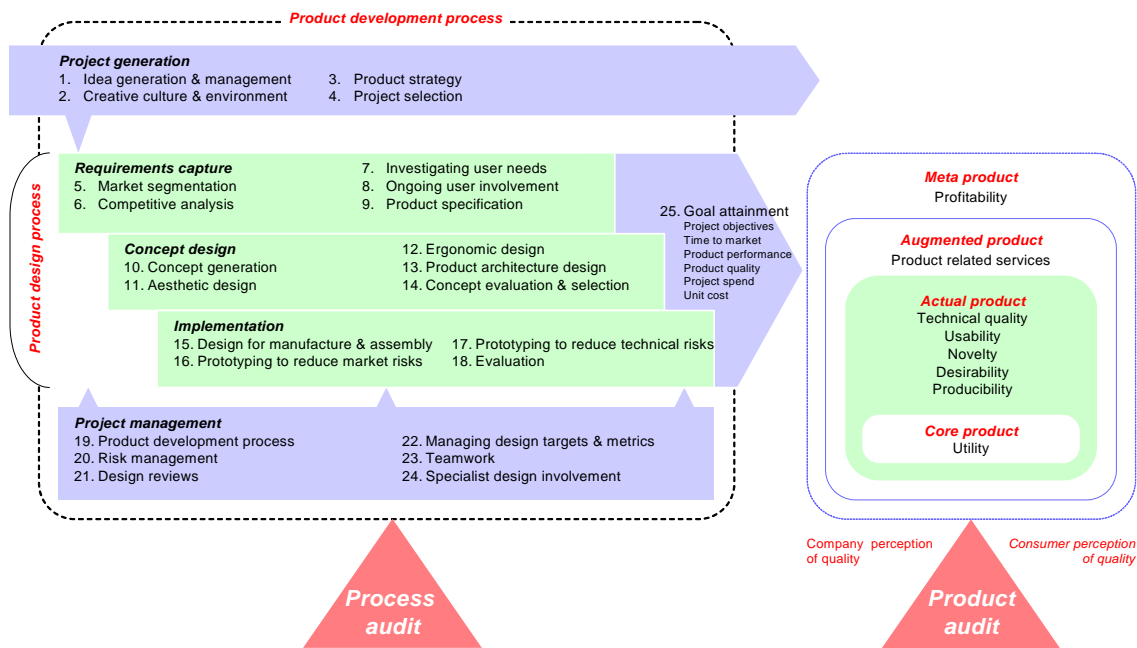 Product development process
Project generation
1. Idea generation & management
2. Creative culture & environment
3. Product strategy
4. Project selection
Product design process
Requirements capture
5. Market segmentation
6. Competitive analysis
7. Investigating user needs
8. Ongoing user involvement
9. Product specification
Concept design
10. Concept generation
11. Aesthetic design
12. Ergonomic design
13. Product architecture design
14. Concept evaluation & selection
Implementation
15. Design for manufacture & assembly
16. Prototyping to reduce market risks
17. Prototyping to reduce technical risks
18. Evaluation
25. Goal attainment
Project objectives
Time to market
Product performance
Product quality
Project spend
Unit cost
Project management
19. Product development process
20. Risk management
21. Design reviews
22. Managing design targets & metrics
23. Teamwork
24. Specialist design involvement
Process
audit
Meta product
Profitability
Augmented product
Product related services
Actual product
Technical quality
Usability
Novelty
Desirability
Producibility
Core product
Utility
Company perception
of quality
Consumer perception
of quality
Product
audit